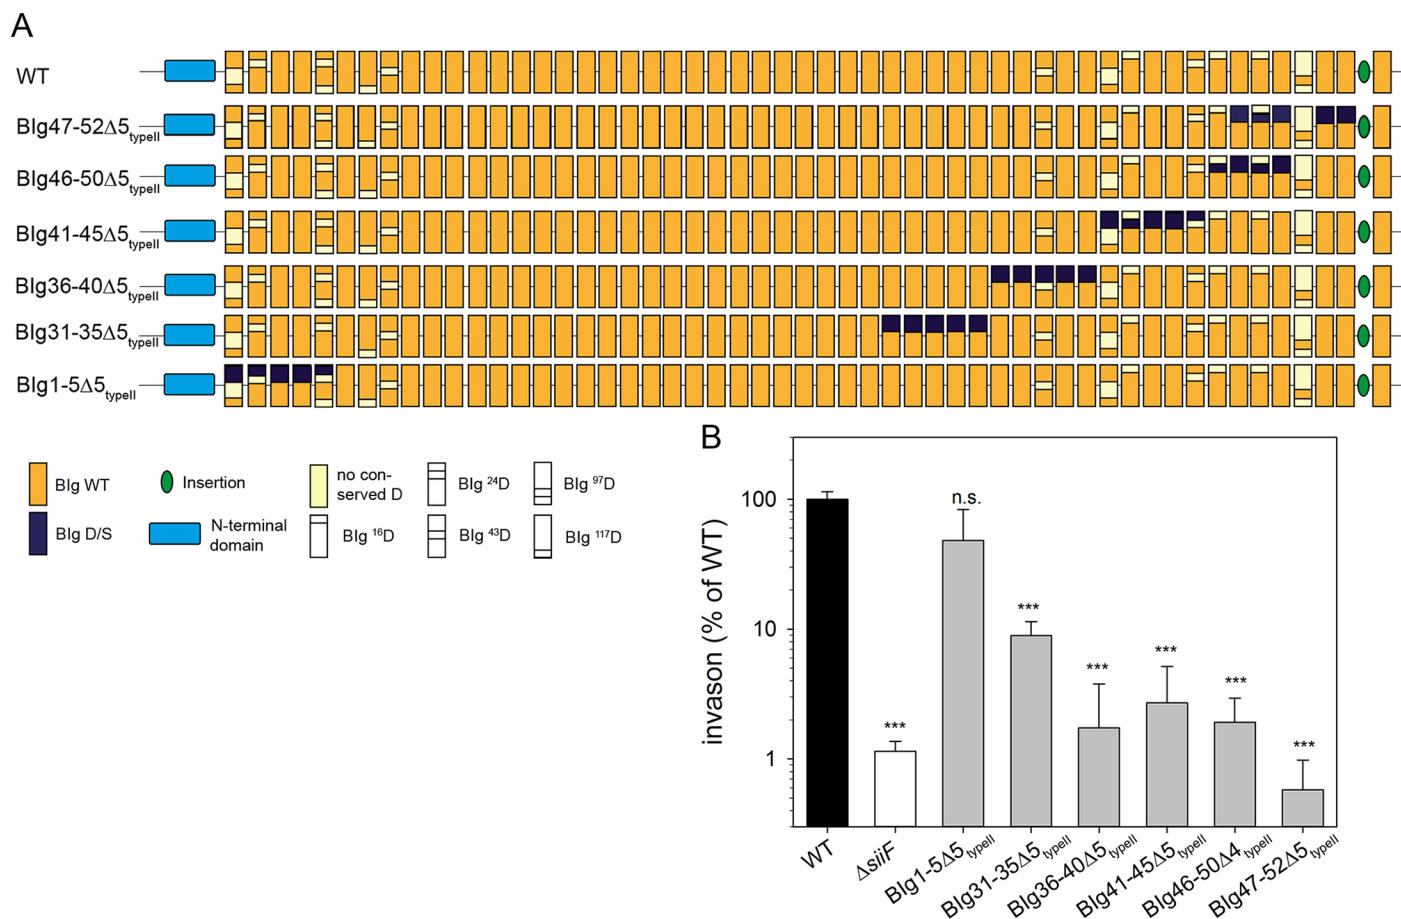 A
WT
BIg47-52Δ5typeII
BIg46-50Δ5typeII
BIg41-45Δ5typeII
BIg36-40Δ5typeII
BIg31-35Δ5typeII
BIg1-5Δ5typeII
BIg WT
BIg D/S
Insertion
N-terminal
domain
no con-
served D
BIg 16D
BIg 24D
BIg 43D
BIg 97D
BIg 117D
B
invason (% of WT)
100
10
1
***
n.s.
***
***
***
***
***
WT
ΔsiiF
BIg1-5Δ5typeII
BIg31-35Δ5typeII
BIg36-40Δ5typeII
BIg41-45Δ5typeII
BIg46-50Δ4typeII
BIg47-52Δ5typeII